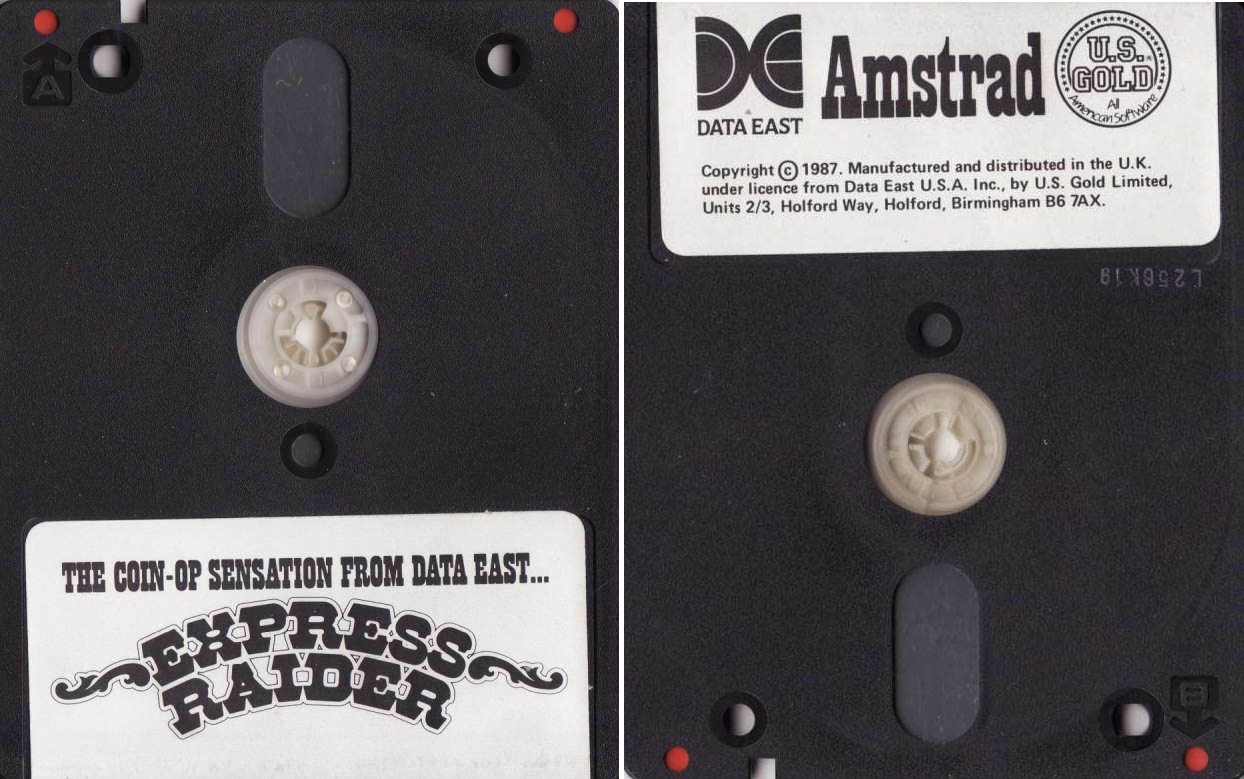 A
THE COIN-OP SENSATION FROM DATA EAST...
EXPRESS
RAIDER
DATA EAST
Amstrad
U.S.
GOLD
All
American Software
Copyright © 1987. Manufactured and distributed in the U.K.
under licence from Data East U.S.A. Inc., by U.S. Gold Limited,
Units 2/3, Holford Way, Holford, Birmingham B6 7AX.
L256K19
B